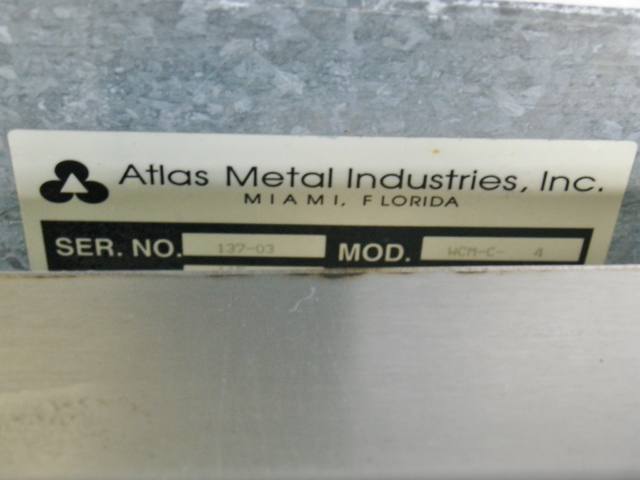 Atlas Metal Industries, Inc.
MIAMI, FLORIDA
SER. NO. 137-03 MOD. WCM-C- 4